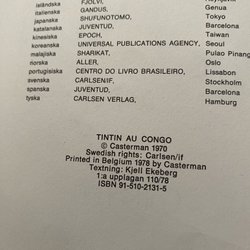 isländska FJÖLVI,
italienska GANDUS, Genua
japanska SHUFUNOTOMO, Tokyo
katalanska JUVENTUD, Barcelona
kinesiska EPOCH, Taiwan
koreanska UNIVERSAL PUBLICATIONS AGENCY, Seoul
malajiska SHARIKAT, Pulao Pinang
norska ALLER, Oslo
portugisiska CENTRO DO LIVRO BRASILEIRO, Lissabon
svenska CARLSENIF, Stockholm
spanska JUVENTUD, Barcelona
tyska CARLSEN VERLAG, Hamburg
TINTIN AU CONGO
© Casterman 1970
Swedish rights: Carlsen/if
Printed in Belgium 1978 by Casterman
Textning: Kjell Ekeberg
1:a upplagan 110/78
ISBN 91-510-2131-5